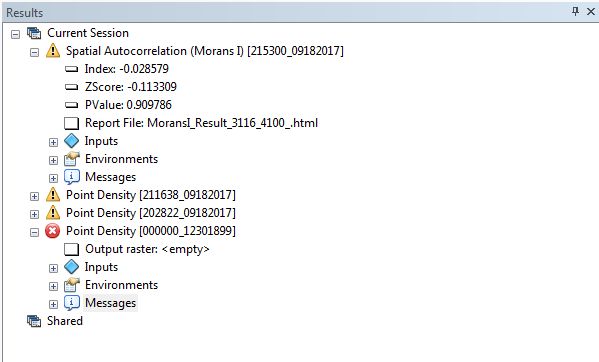 Results
Current Session
Spatial Autocorrelation (Morans I) [215300_09182017]
Index: -0.028579
ZScore: -0.113309
PValue: 0.909786
Report File: MoransI_Result_3116_4100_.html
Inputs
Environments
Messages
Point Density [211638_09182017]
Point Density [202822_09182017]
Point Density [000000_12301899]
Output raster: <empty>
Inputs
Environments
Messages
Shared